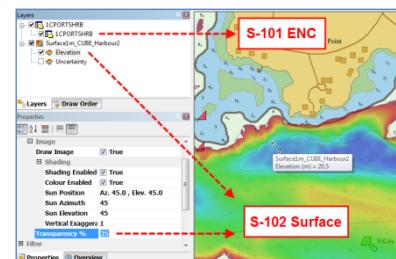 Layers
1CPORTSHRB
1CPORTSHRB
Surface1m_CUBE_Harbour2
Elevation
Uncertainty
Layers Draw Order
Properties
Image
Draw Image True
Shading
Shading Enabled True
Colour Enabled True
Sun Position Az. 45.0, Elev. 45.0
Sun Azimuth 45
Sun Elevation 45
Vertical Exaggera 1
Transparency %
Filter
Properties Overview
S-101 ENC
Point
Surface1m_CUBE_Harbour2
Elevation (m) = 20.5
S-102 Surface